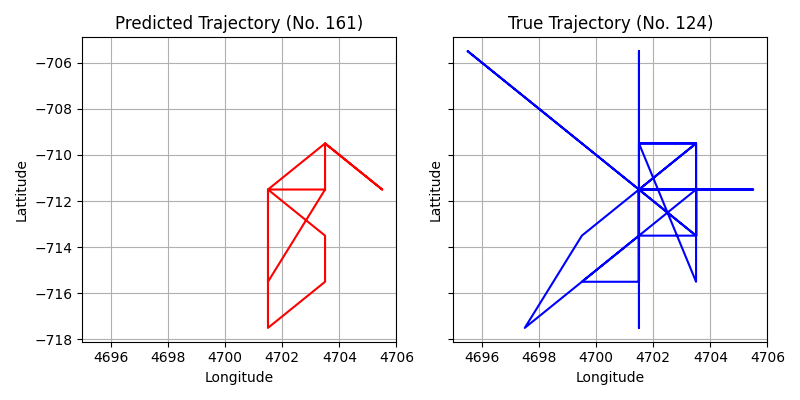 Predicted Trajectory (No. 161)
True Trajectory (No. 124)
Lattitude
−706
−708
−710
−712
−714
−716
−718
4696 4698 4700 4702 4704 4706
Longitude
Lattitude
4696 4698 4700 4702 4704 4706
Longitude